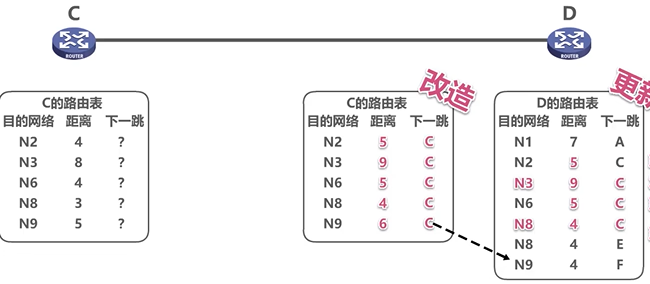 C
D
ROUTER
ROUTER
改造
更新
C的路由表
目的网络 距离 下一跳
N2 4 ?
N3 8 ?
N6 4 ?
N8 3 ?
N9 5 ?
C的路由表
目的网络 距离 下一跳
N2 5 C
N3 9 C
N6 5 C
N8 4 C
N9 6 C
D的路由表
目的网络 距离 下一跳
N1 7 A
N2 5 C
N3 9 C
N6 5 C
N8 4 C
N8 4 E
N9 4 F